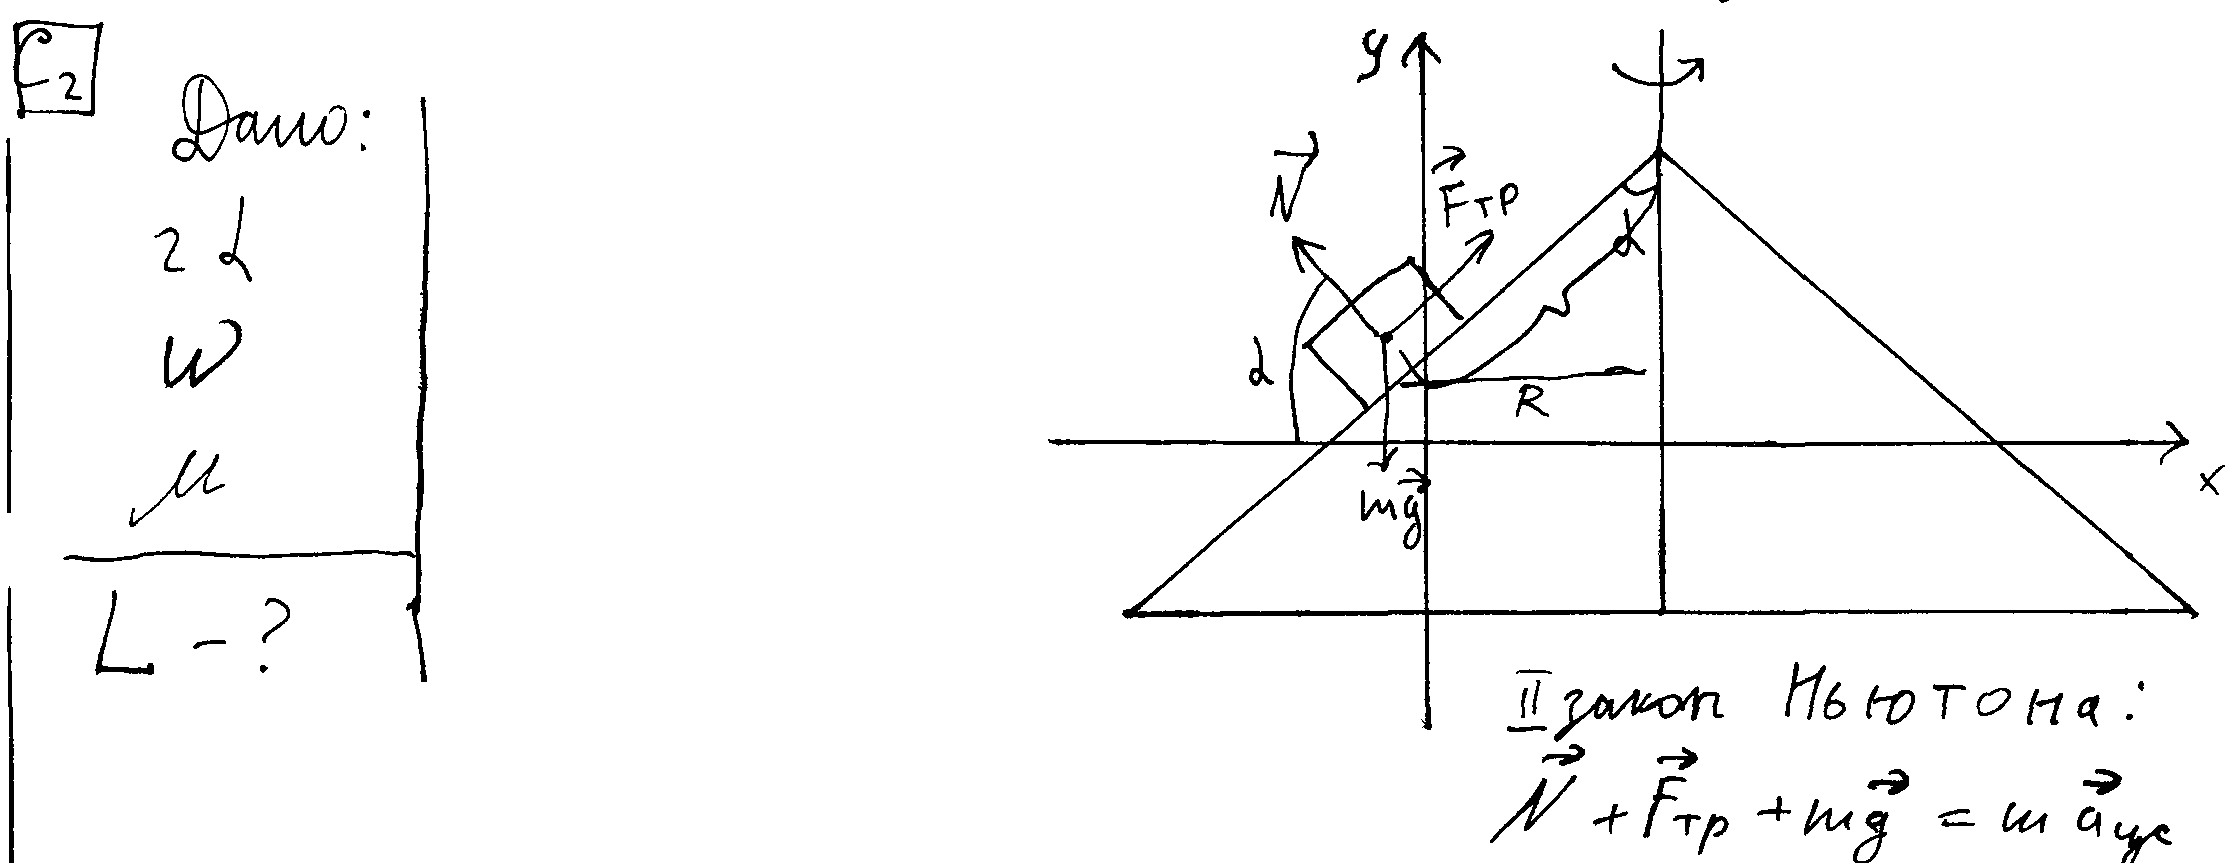 C2
Дано:
2α
ω
μ
L - ?
y
N
Fтр
α
α
R
mg
x
II закон Ньютона:
N + Fтр + mg = m aцс